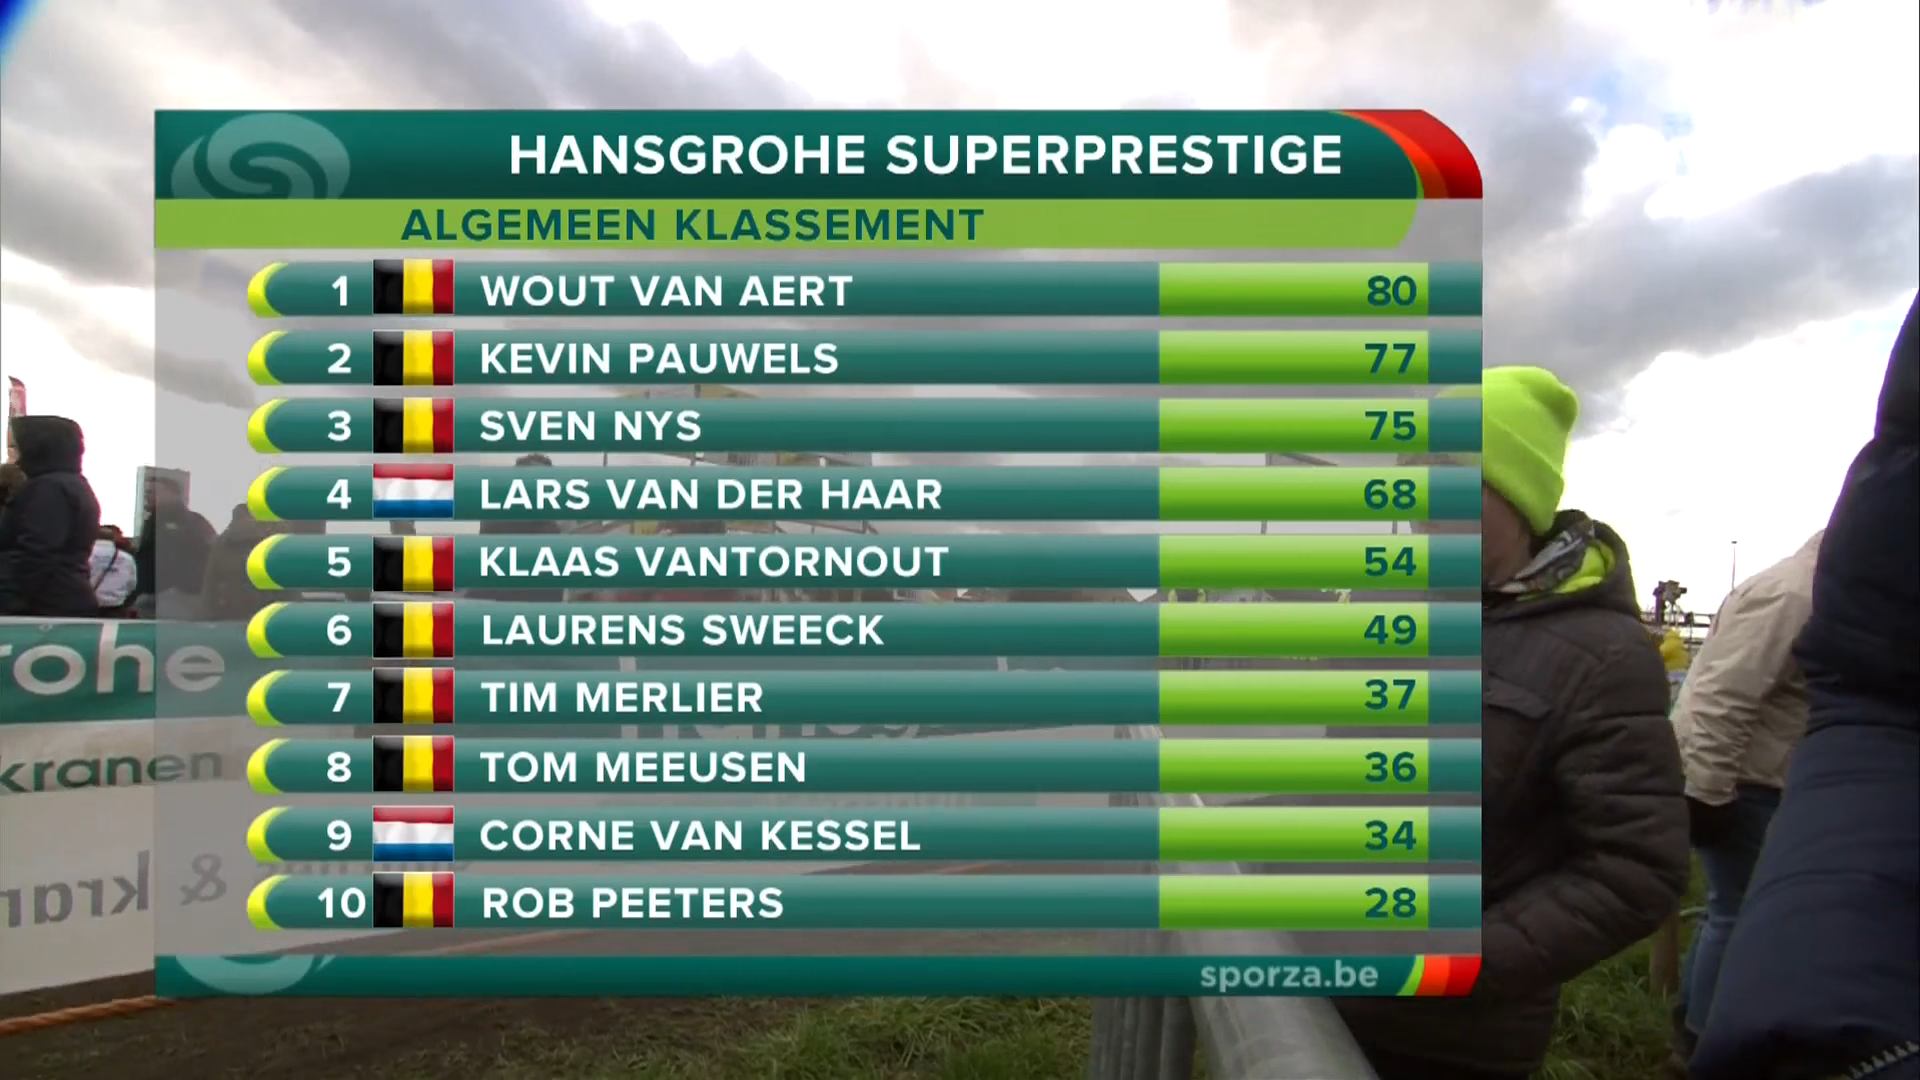 HANSGROHE SUPERPRESTIGE
ALGEMEEN KLASSEMENT
1 WOUT VAN AERT 80
2 KEVIN PAUWELS 77
3 SVEN NYS 75
4 LARS VAN DER HAAR 68
5 KLAAS VANTORNOUT 54
6 LAURENS SWEECK 49
7 TIM MERLIER 37
8 TOM MEEUSEN 36
9 CORNE VAN KESSEL 34
10 ROB PEETERS 28
sporza.be
rohe
kranen